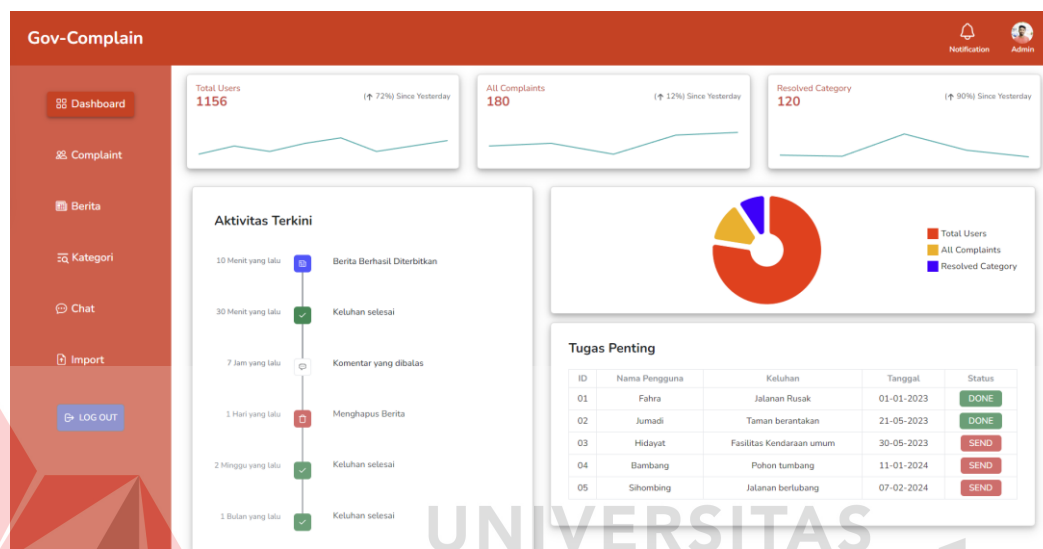 Gov-Complain
Notification
Admin
Dashboard
Complaint
Berita
Kategori
Chat
Import
LOG OUT
Total Users
1156
(↑ 72%) Since Yesterday
All Complaints
180
(↑ 12%) Since Yesterday
Resolved Category
120
(↑ 90%) Since Yesterday
Aktivitas Terkini
10 Menit yang lalu Berita Berhasil Diterbitkan
30 Menit yang lalu Keluhan selesai
7 Jam yang lalu Komentar yang dibalas
1 Hari yang lalu Menghapus Berita
2 Minggu yang lalu Keluhan selesai
1 Bulan yang lalu Keluhan selesai
Total Users
All Complaints
Resolved Category
Tugas Penting
ID Nama Pengguna Keluhan Tanggal Status
01 Fahra Jalanan Rusak 01-01-2023 DONE
02 Jumadi Taman berantakan 21-05-2023 DONE
03 Hidayat Fasilitas Kendaraan umum 30-05-2023 SEND
04 Bambang Pohon tumbang 11-01-2024 SEND
05 Sihombing Jalanan berlubang 07-02-2024 SEND
UNIVERSITAS